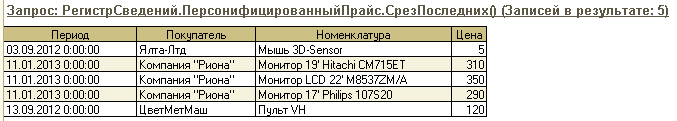 Запрос: РегистрСведений.ПерсонифицированныйПрайс.СрезПоследних() (Записей в результате: 5)
Период Покупатель Номенклатура Цена
03.09.2012 0:00:00 Ялта-Лтд Мышь 3D-Sensor 5
11.01.2013 0:00:00 Компания "Риона" Монитор 19' Hitachi CM715ET 310
11.01.2013 0:00:00 Компания "Риона" Монитор LCD 22' M8537ZM/A 350
11.01.2013 0:00:00 Компания "Риона" Монитор 17' Philips 107S20 290
13.09.2012 0:00:00 ЦветМетМаш Пульт VH 120